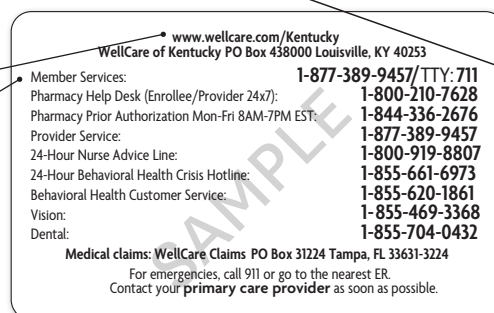 www.wellcare.com/Kentucky
WellCare of Kentucky PO Box 438000 Louisville, KY 40253
Member Services: 1-877-389-9457/TTY: 711
Pharmacy Help Desk (Enrollee/Provider 24x7): 1-800-210-7628
Pharmacy Prior Authorization Mon-Fri 8AM-7PM EST: 1-844-336-2676
Provider Service: 1-877-389-9457
24-Hour Nurse Advice Line: 1-800-919-8807
24-Hour Behavioral Health Crisis Hotline: 1-855-661-6973
Behavioral Health Customer Service: 1-855-620-1861
Vision: 1-855-469-3368
Dental: 1-855-704-0432
SAMPLE
Medical claims: WellCare Claims PO Box 31224 Tampa, FL 33631-3224
For emergencies, call 911 or go to the nearest ER.
Contact your primary care provider as soon as possible.